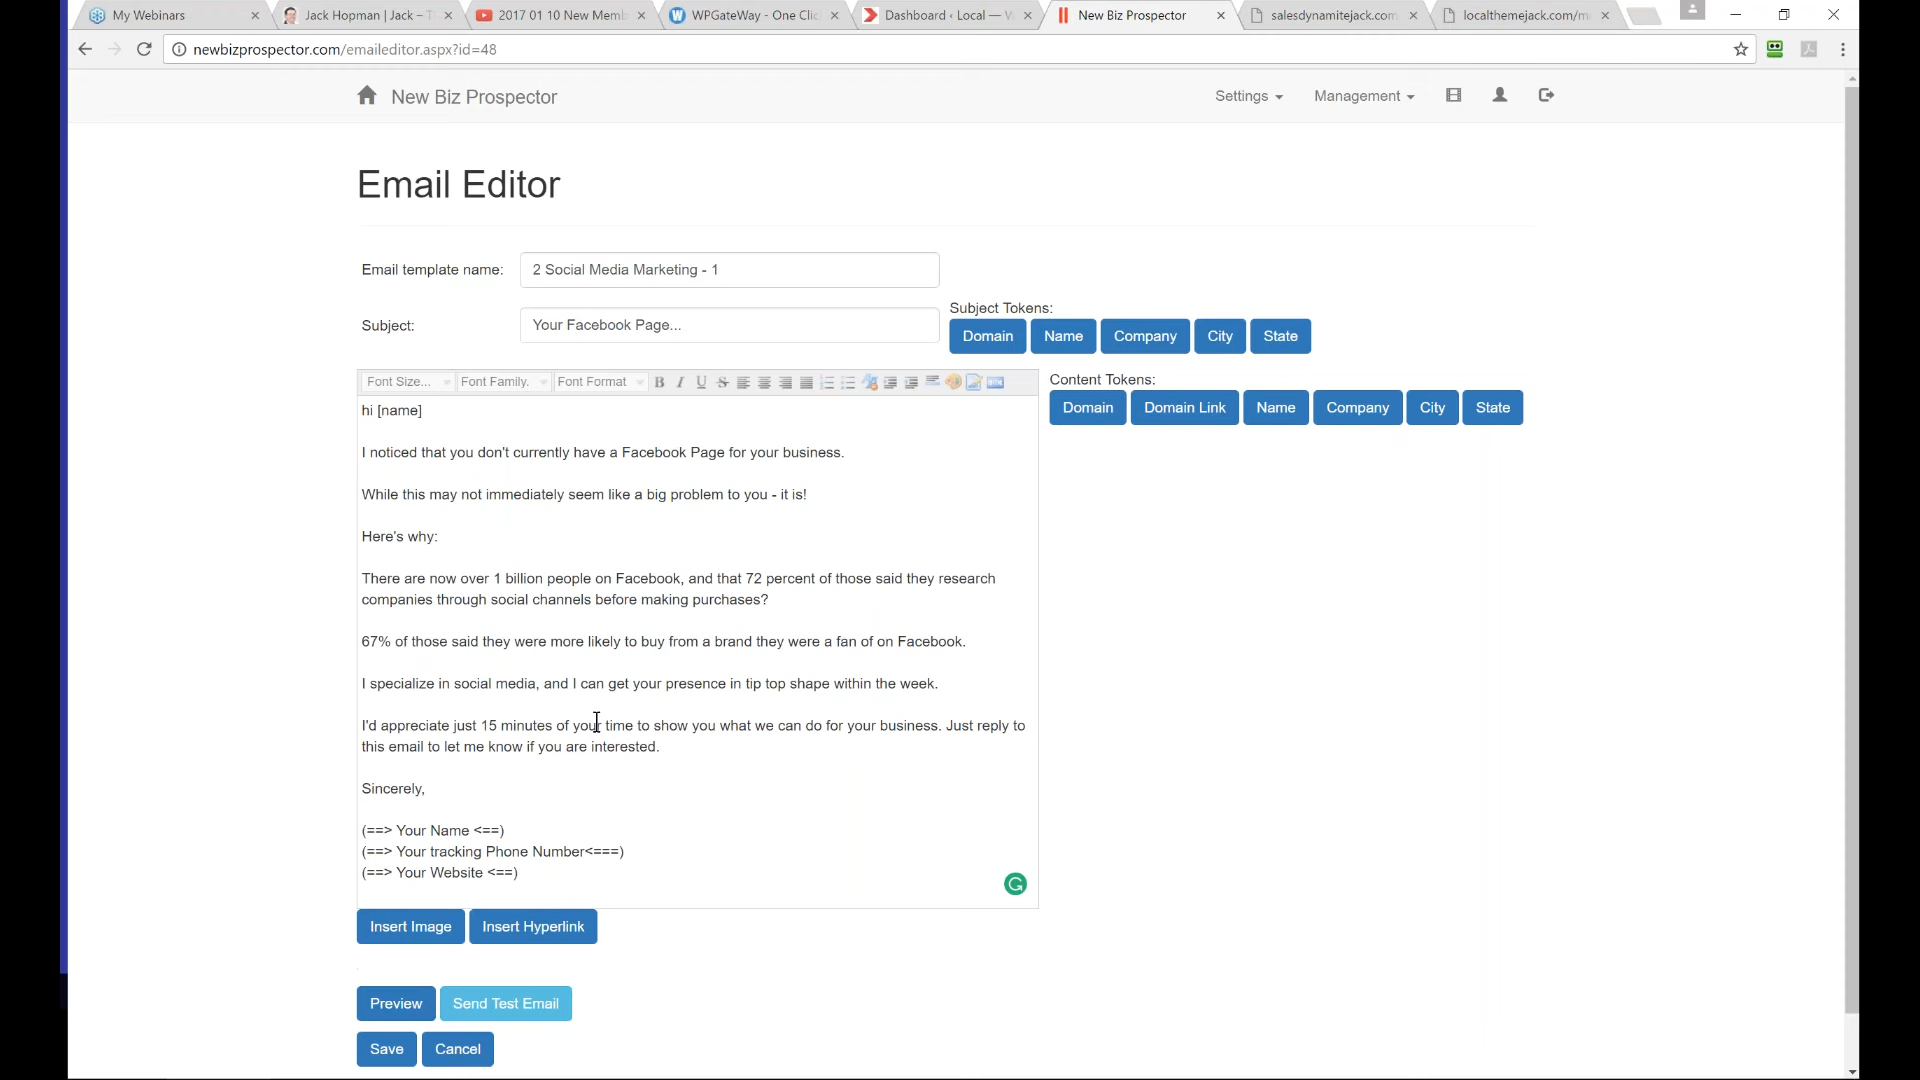 My Webinars
Jack Hopman | Jack – T
2017 01 10 New Memb
WPGateWay - One Clic
Dashboard ‹ Local —
New Biz Prospector
salesdynamitejack.com
localthemejack.com/m
newbizprospector.com/emaileditor.aspx?id=48
New Biz Prospector
Settings
Management
Email Editor
Email template name:
2 Social Media Marketing - 1
Subject:
Your Facebook Page...
Subject Tokens:
Domain
Name
Company
City
State
Font Size...
Font Family.
Font Format
Content Tokens:
Domain
Domain Link
Name
Company
City
State
hi [name]
I noticed that you don't currently have a Facebook Page for your business.
While this may not immediately seem like a big problem to you - it is!
Here's why:
There are now over 1 billion people on Facebook, and that 72 percent of those said they research
companies through social channels before making purchases?
67% of those said they were more likely to buy from a brand they were a fan of on Facebook.
I specialize in social media, and I can get your presence in tip top shape within the week.
I'd appreciate just 15 minutes of your time to show you what we can do for your business. Just reply to
this email to let me know if you are interested.
Sincerely,
(==> Your Name <==)
(==> Your tracking Phone Number<===)
(==> Your Website <==)
Insert Image
Insert Hyperlink
Preview
Send Test Email
Save
Cancel